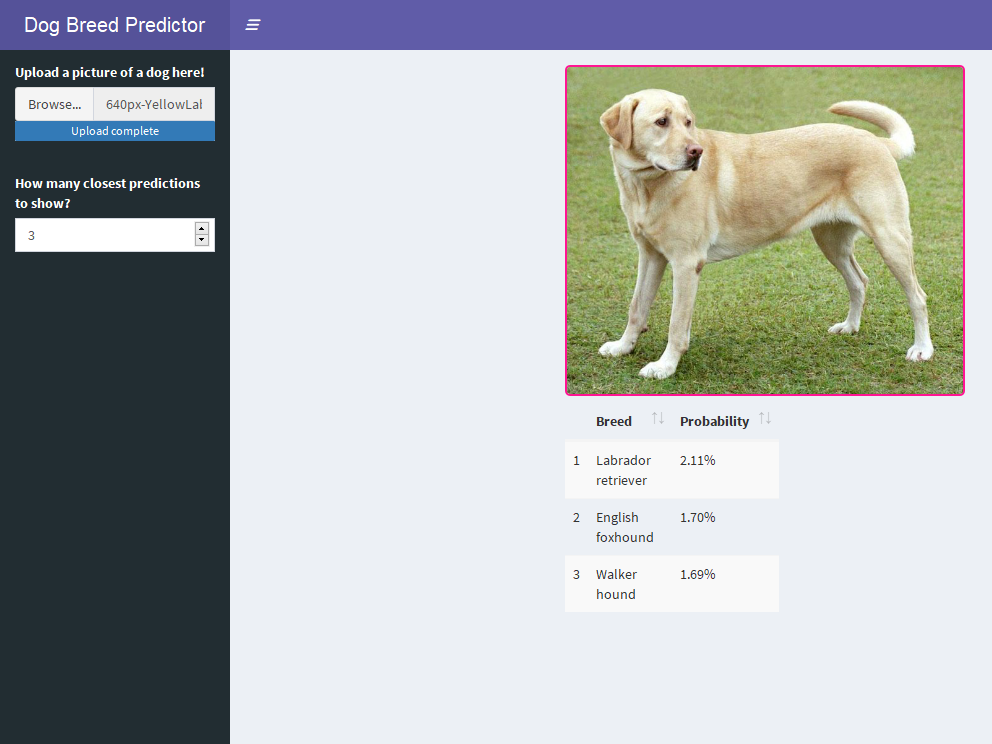 Dog Breed Predictor
Upload a picture of a dog here!
Browse... 640px-YellowLal
Upload complete
How many closest predictions
to show?
3
Breed Probability
1 Labrador 2.11%
retriever
2 English 1.70%
foxhound
3 Walker 1.69%
hound